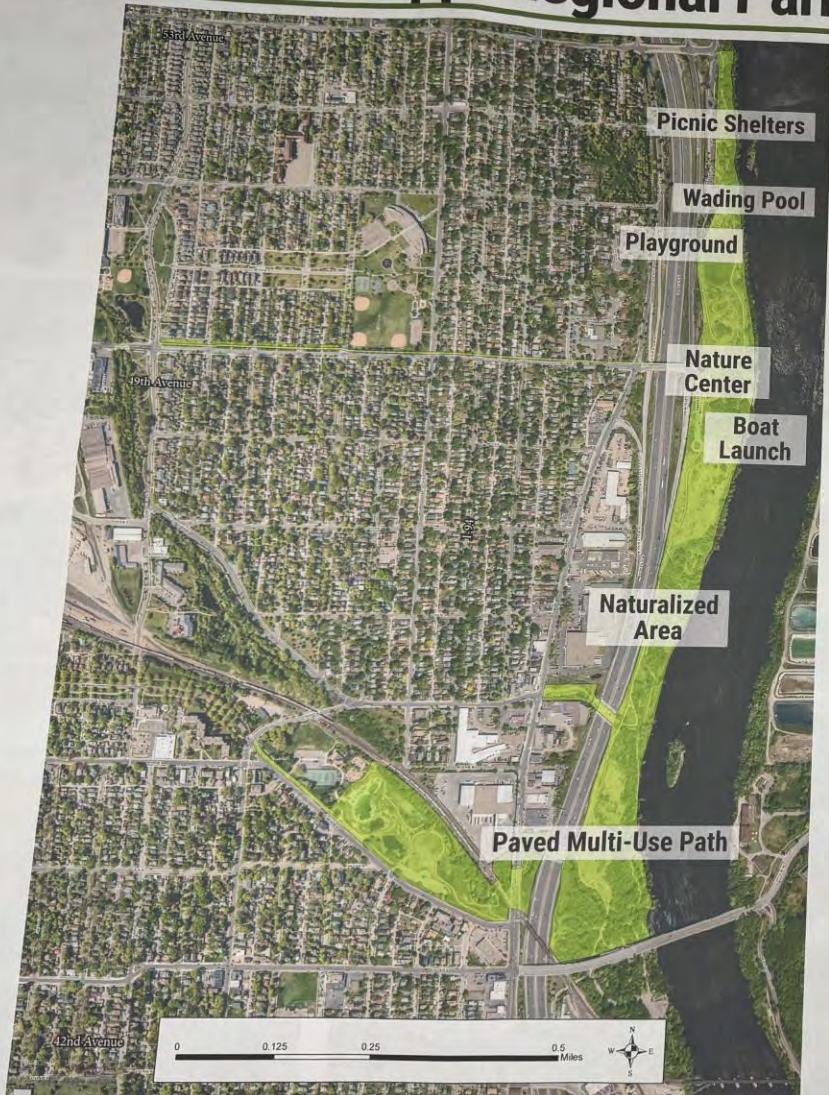 Regional Par
53rd Avenue
Picnic Shelters
Wading Pool
Playground
Nature
Center
49th Avenue
Boat
Launch
I94
Naturalized
Area
Paved Multi-Use Path
42nd Avenue
0 0.125 0.25 0.5
Miles
N
W E
S